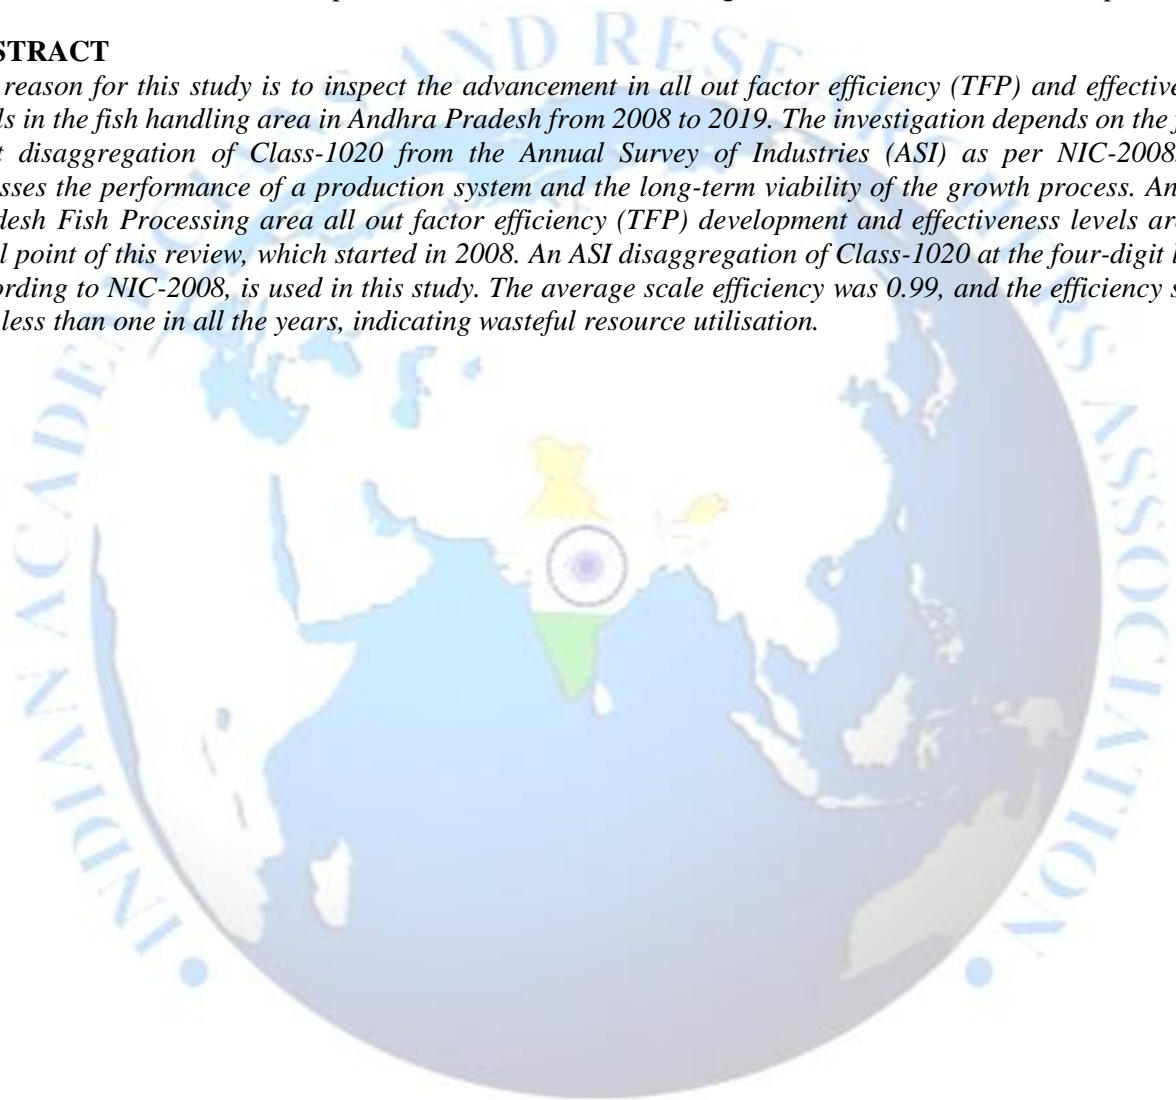 STRACT
reason for this study is to inspect the advancement in all out factor efficiency (TFP) and effective
ls in the fish handling area in Andhra Pradesh from 2008 to 2019. The investigation depends on the
t disaggregation of Class-1020 from the Annual Survey of Industries (ASI) as per NIC-2008.
sses the performance of a production system and the long-term viability of the growth process. An
desh Fish Processing area all out factor efficiency (TFP) development and effectiveness levels ar
l point of this review, which started in 2008. An ASI disaggregation of Class-1020 at the four-digit l
ording to NIC-2008, is used in this study. The average scale efficiency was 0.99, and the efficiency s
less than one in all the years, indicating wasteful resource utilisation.
INDIAN ACADEMICIANS AND RESEARCHERS ASSOCIATION